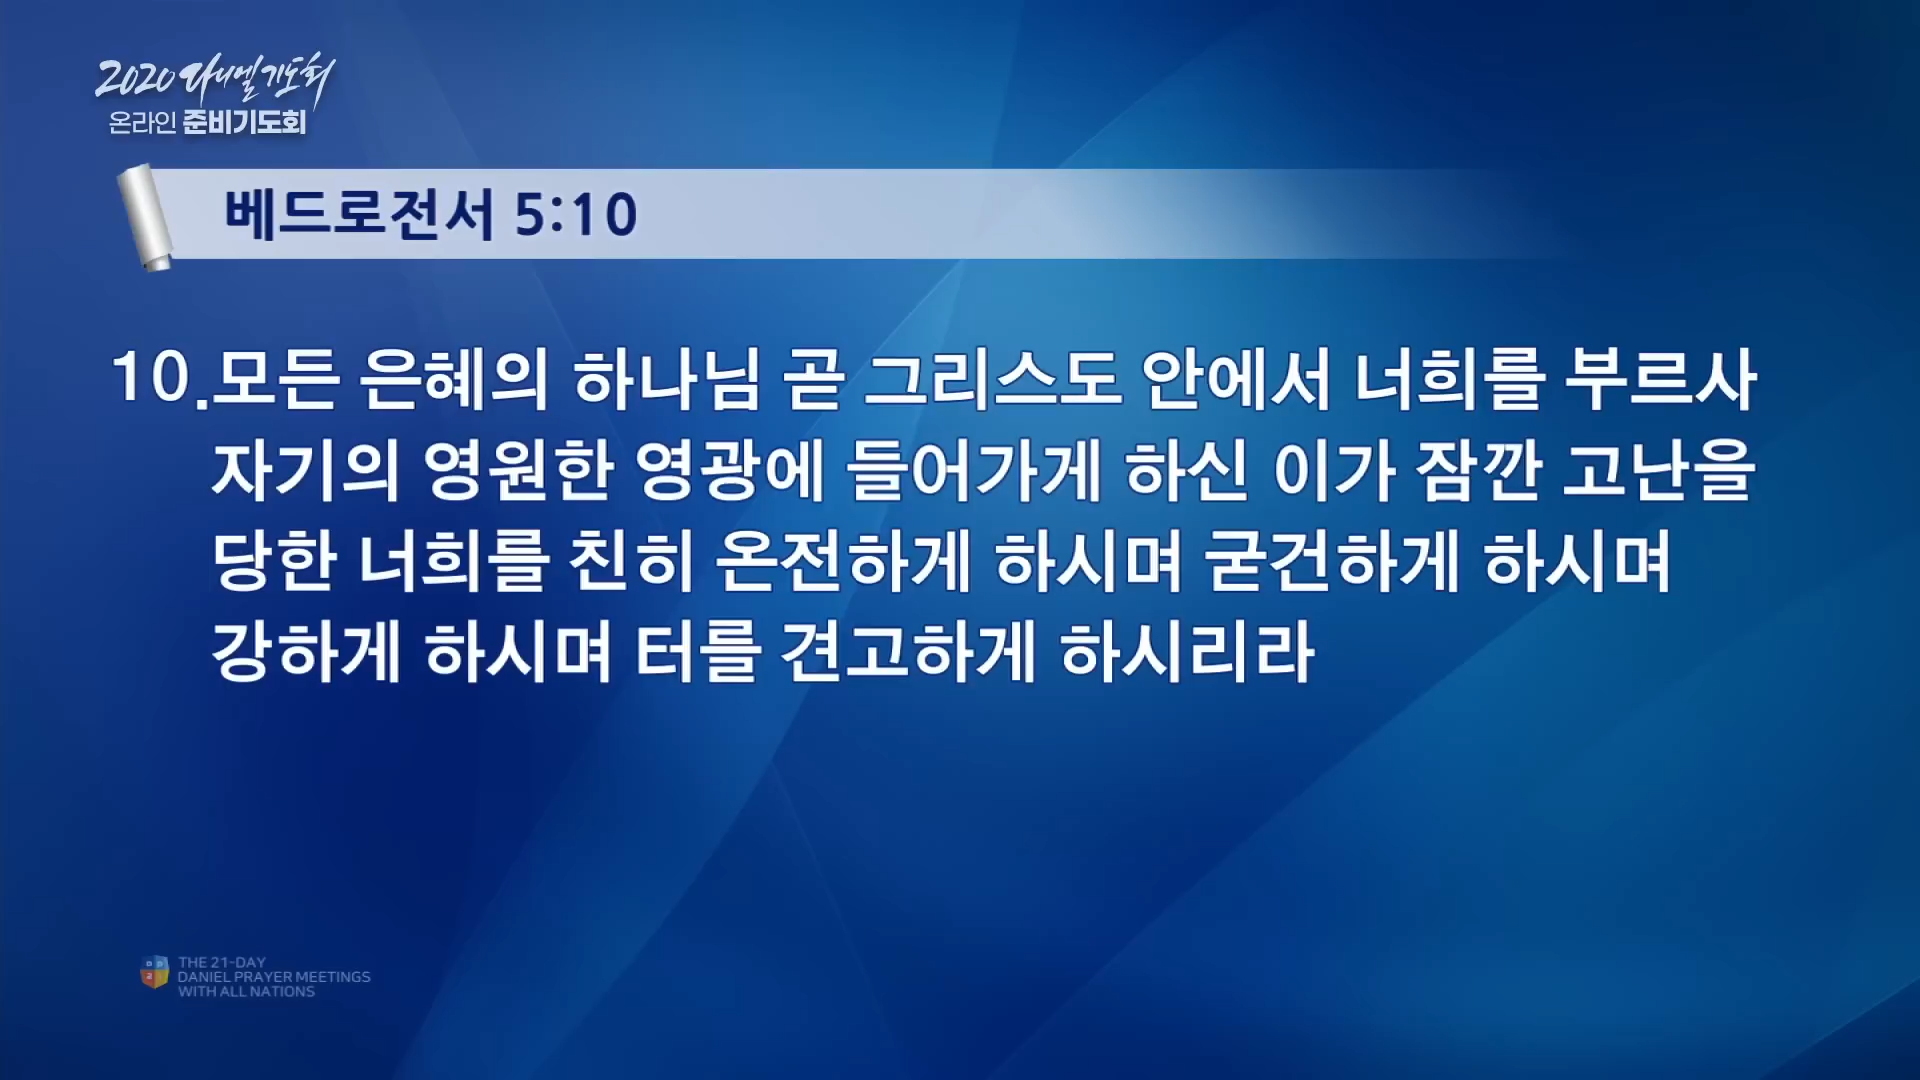 2020 다니엘기도회
온라인 준비기도회
베드로전서 5:10
10.모든 은혜의 하나님 곧 그리스도 안에서 너희를 부르사
자기의 영원한 영광에 들어가게 하신 이가 잠깐 고난을
당한 너희를 친히 온전하게 하시며 굳건하게 하시며
강하게 하시며 터를 견고하게 하시리라
THE 21-DAY
DANIEL PRAYER MEETINGS
WITH ALL NATIONS